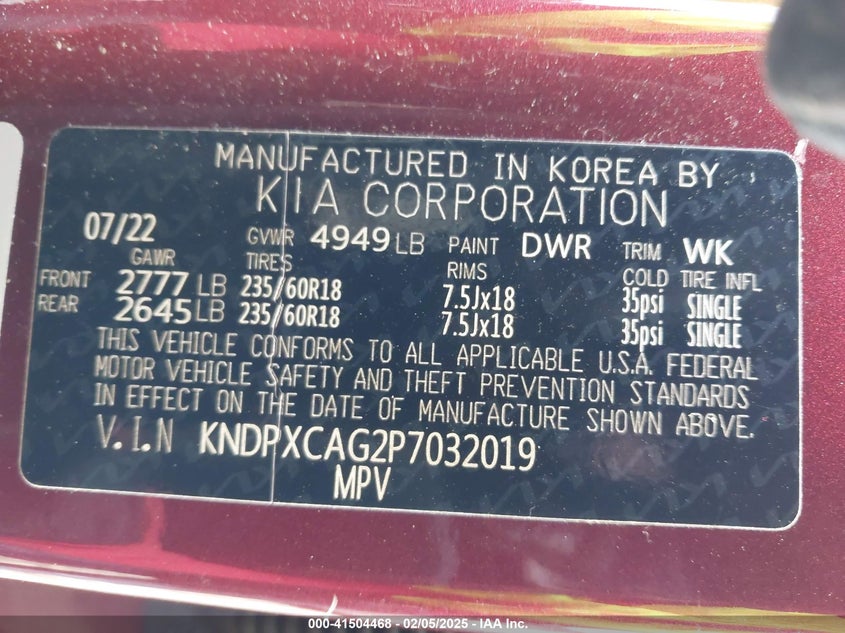 MANUFACTURED IN KOREA BY
KIA CORPORATION
07/22 GVWR 4949 LB PAINT DWR TRIM WK
GAWR TIRES RIMS COLD TIRE INFL
FRONT 2777 LB 235/60R18 7.5Jx18 35psi SINGLE
REAR 2645 LB 235/60R18 7.5Jx18 35psi SINGLE
THIS VEHICLE CONFORMS TO ALL APPLICABLE U.S.A. FEDERAL
MOTOR VEHICLE SAFETY AND THEFT PREVENTION STANDARDS
IN EFFECT ON THE DATE OF MANUFACTURE SHOWN ABOVE.
V.I.N KNDPXCAG2P7032019
MPV
000-41504468 - 02/05/2025 - IAA Inc.